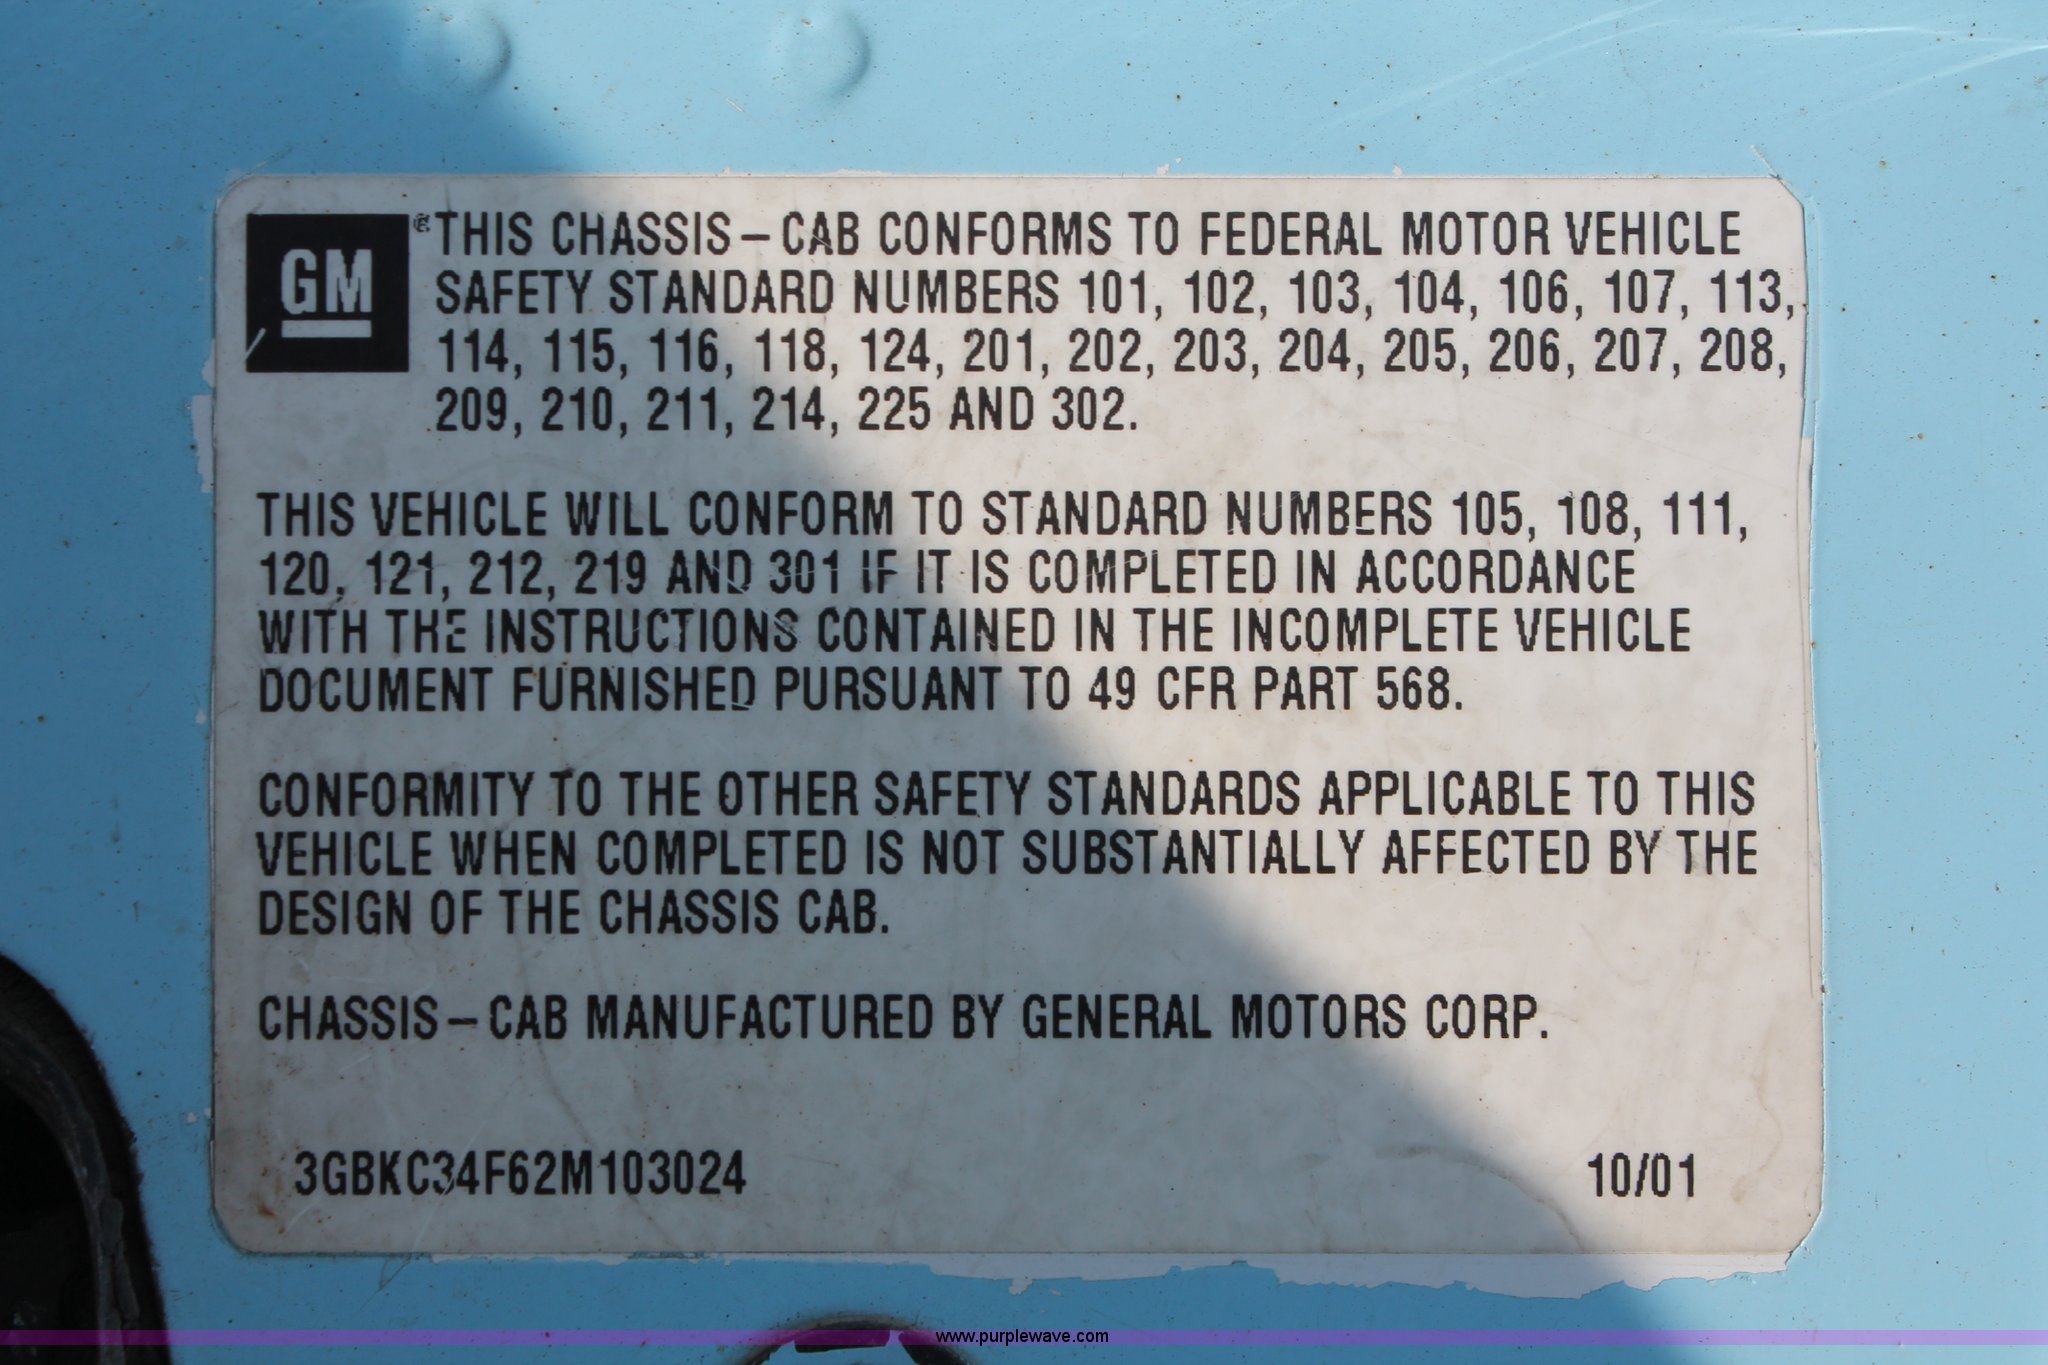 GM
THIS CHASSIS – CAB CONFORMS TO FEDERAL MOTOR VEHICLE
SAFETY STANDARD NUMBERS 101, 102, 103, 104, 106, 107, 113,
114, 115, 116, 118, 124, 201, 202, 203, 204, 205, 206, 207, 208,
209, 210, 211, 214, 225 AND 302.
THIS VEHICLE WILL CONFORM TO STANDARD NUMBERS 105, 108, 111,
120, 121, 212, 219 AND 301 IF IT IS COMPLETED IN ACCORDANCE
WITH THE INSTRUCTIONS CONTAINED IN THE INCOMPLETE VEHICLE
DOCUMENT FURNISHED PURSUANT TO 49 CFR PART 568.
CONFORMITY TO THE OTHER SAFETY STANDARDS APPLICABLE TO THIS
VEHICLE WHEN COMPLETED IS NOT SUBSTANTIALLY AFFECTED BY THE
DESIGN OF THE CHASSIS CAB.
CHASSIS – CAB MANUFACTURED BY GENERAL MOTORS CORP.
3GBKC34F62M103024 10/01
www.purplewave.com